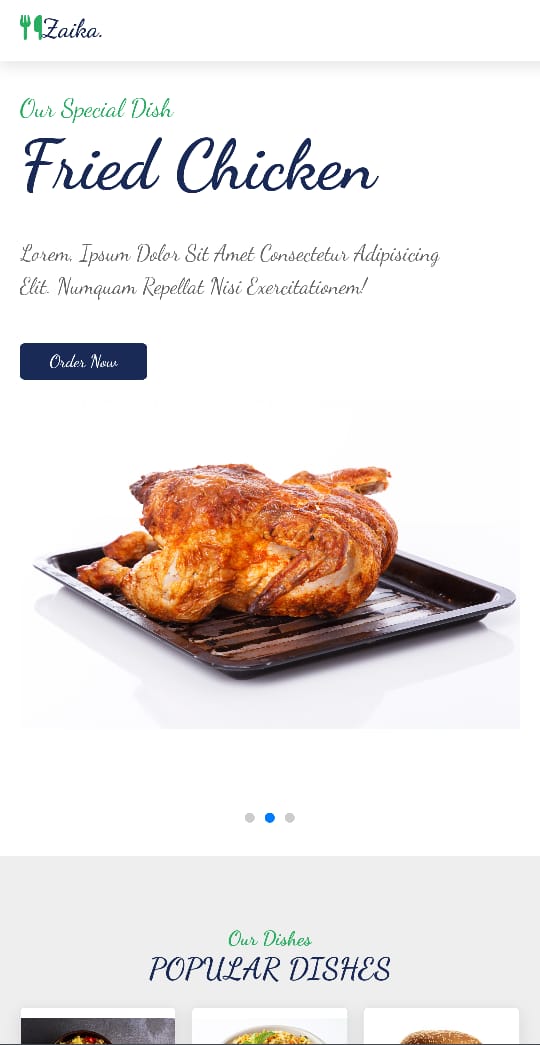 Zaika.
Our Special Dish
Fried Chicken
Lorem, Ipsum Dolor Sit Amet Consectetur Adipisicing
Elit. Numquam Repellat Nisi Exercitationem!
Order Now
Our Dishes
POPULAR DISHES